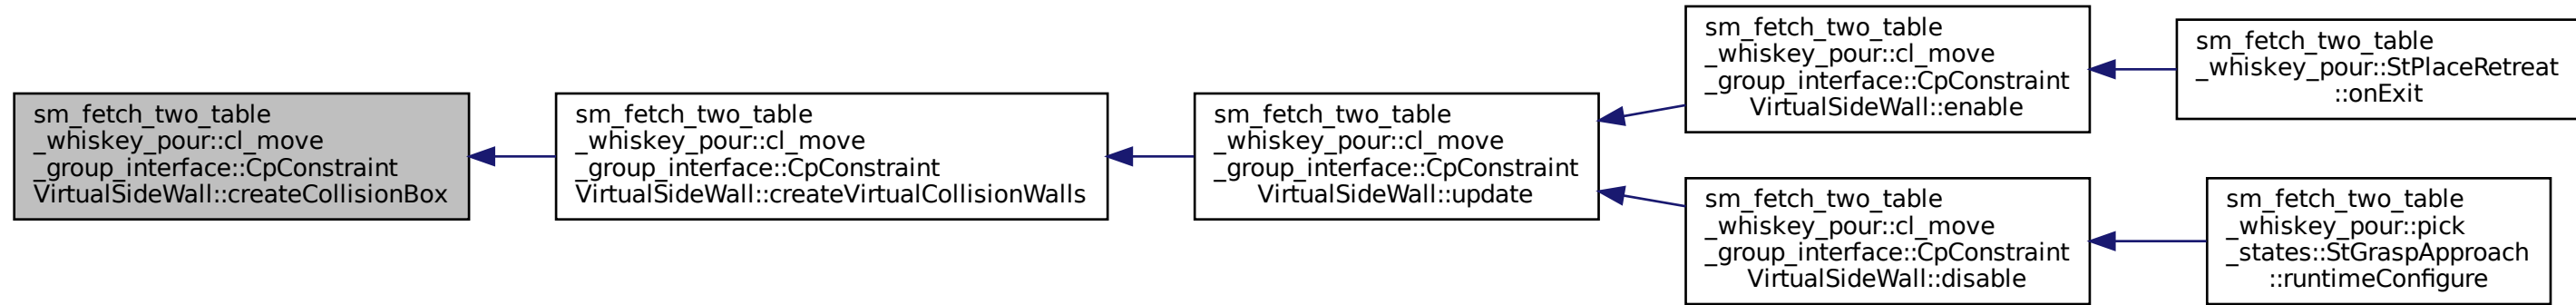 sm_fetch_two_table
_whiskey_pour::cl_move
_group_interface::CpConstraint
VirtualSideWall::createCollisionBox
sm_fetch_two_table
_whiskey_pour::cl_move
_group_interface::CpConstraint
VirtualSideWall::createVirtualCollisionWalls
sm_fetch_two_table
_whiskey_pour::cl_move
_group_interface::CpConstraint
VirtualSideWall::update
sm_fetch_two_table
_whiskey_pour::cl_move
_group_interface::CpConstraint
VirtualSideWall::enable
sm_fetch_two_table
_whiskey_pour::StPlaceRetreat
::onExit
sm_fetch_two_table
_whiskey_pour::cl_move
_group_interface::CpConstraint
VirtualSideWall::disable
sm_fetch_two_table
_whiskey_pour::pick
_states::StGraspApproach
::runtimeConfigure